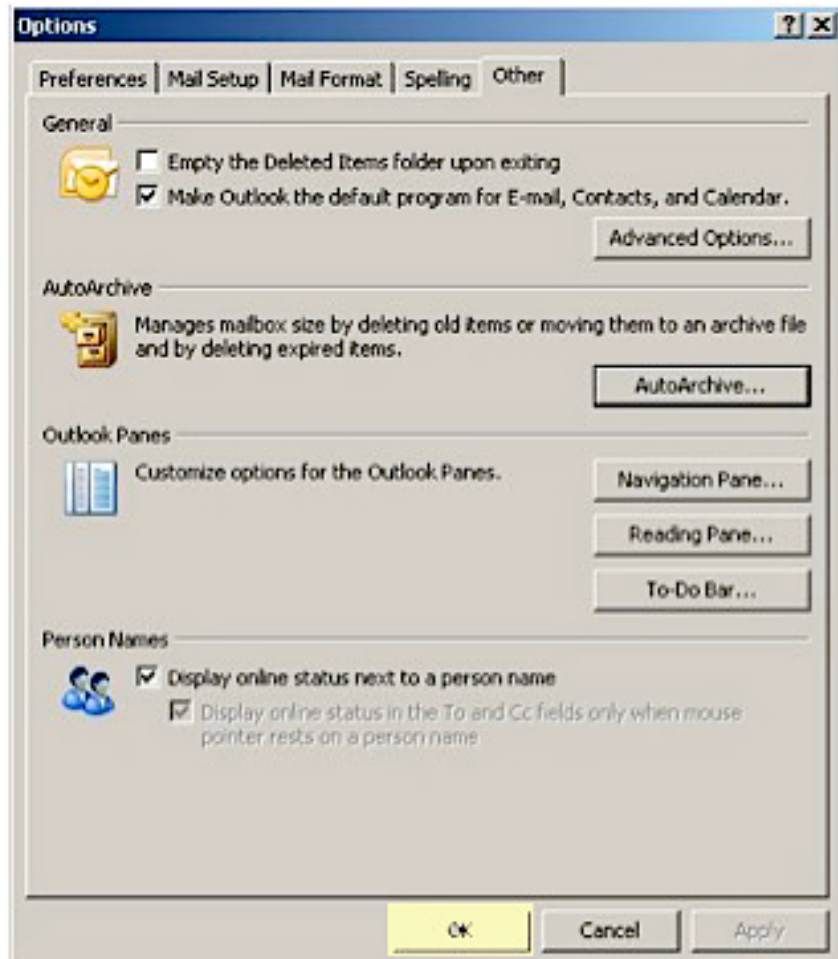 Options
Preferences Mail Setup Mail Format Spelling Other
General
Empty the Deleted Items folder upon exiting
Make Outlook the default program for E-mail, Contacts, and Calendar.
Advanced Options...
AutoArchive
Manages mailbox size by deleting old items or moving them to an archive file
and by deleting expired items.
AutoArchive...
Outlook Panes
Customize options for the Outlook Panes.
Navigation Pane...
Reading Pane...
To-Do Bar...
Person Names
Display online status next to a person name
Display online status in the To and Cc fields only when mouse
pointer rests on a person name
OK Cancel Apply